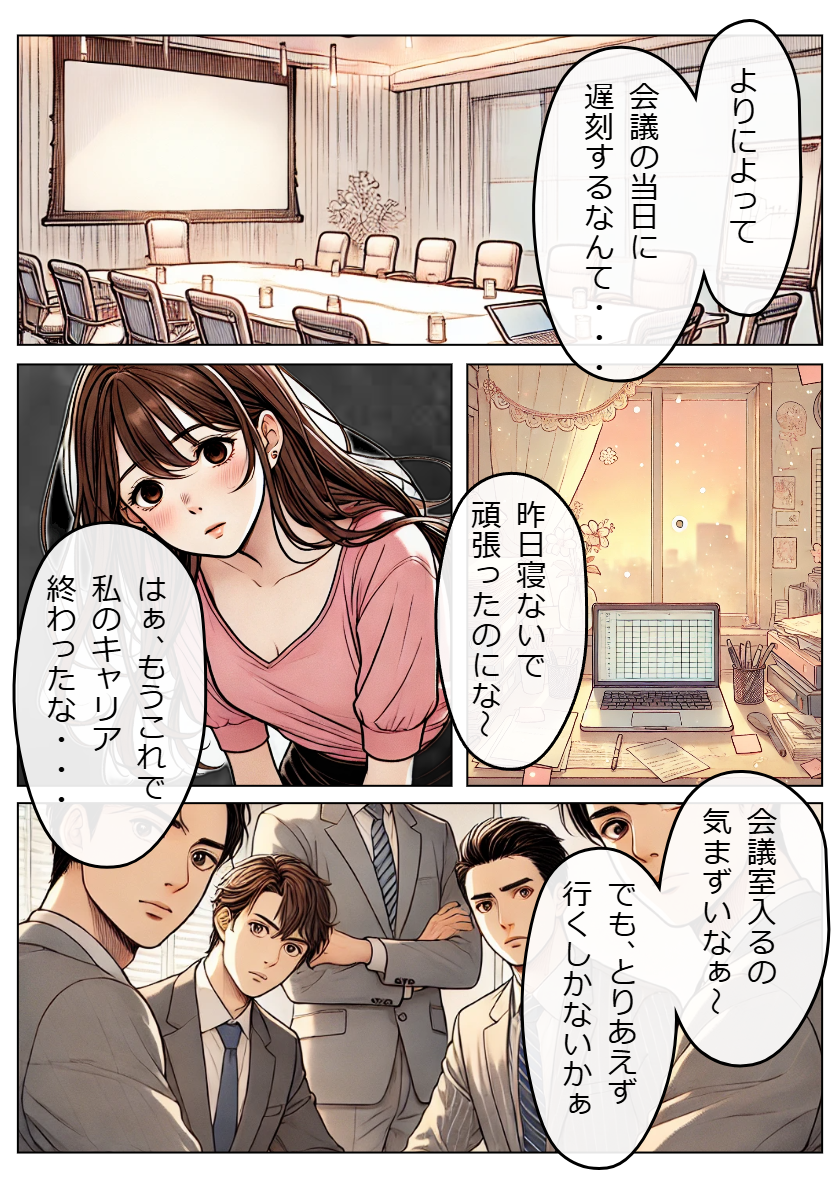 よりによって
会議の当日に
遅刻するなんて・・・
昨日寝ないで
頑張ったのにな～
はぁ、もうこれで
私のキャリア
終わったな・・・
会議室入るの
気まずいなぁ～
でも、とりあえず
行くしかないかぁ